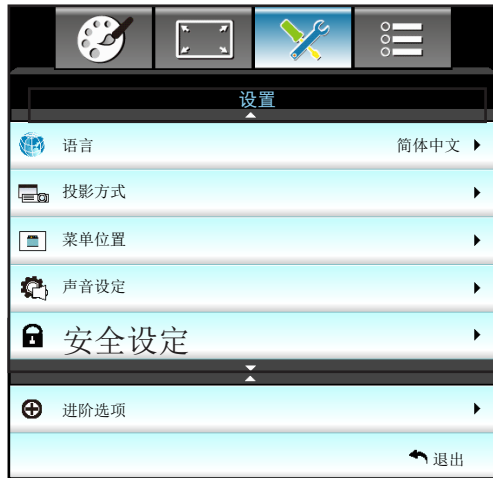 设置
语言 简体中文
投影方式
菜单位置
声音设定
安全设定
进阶选项
退出